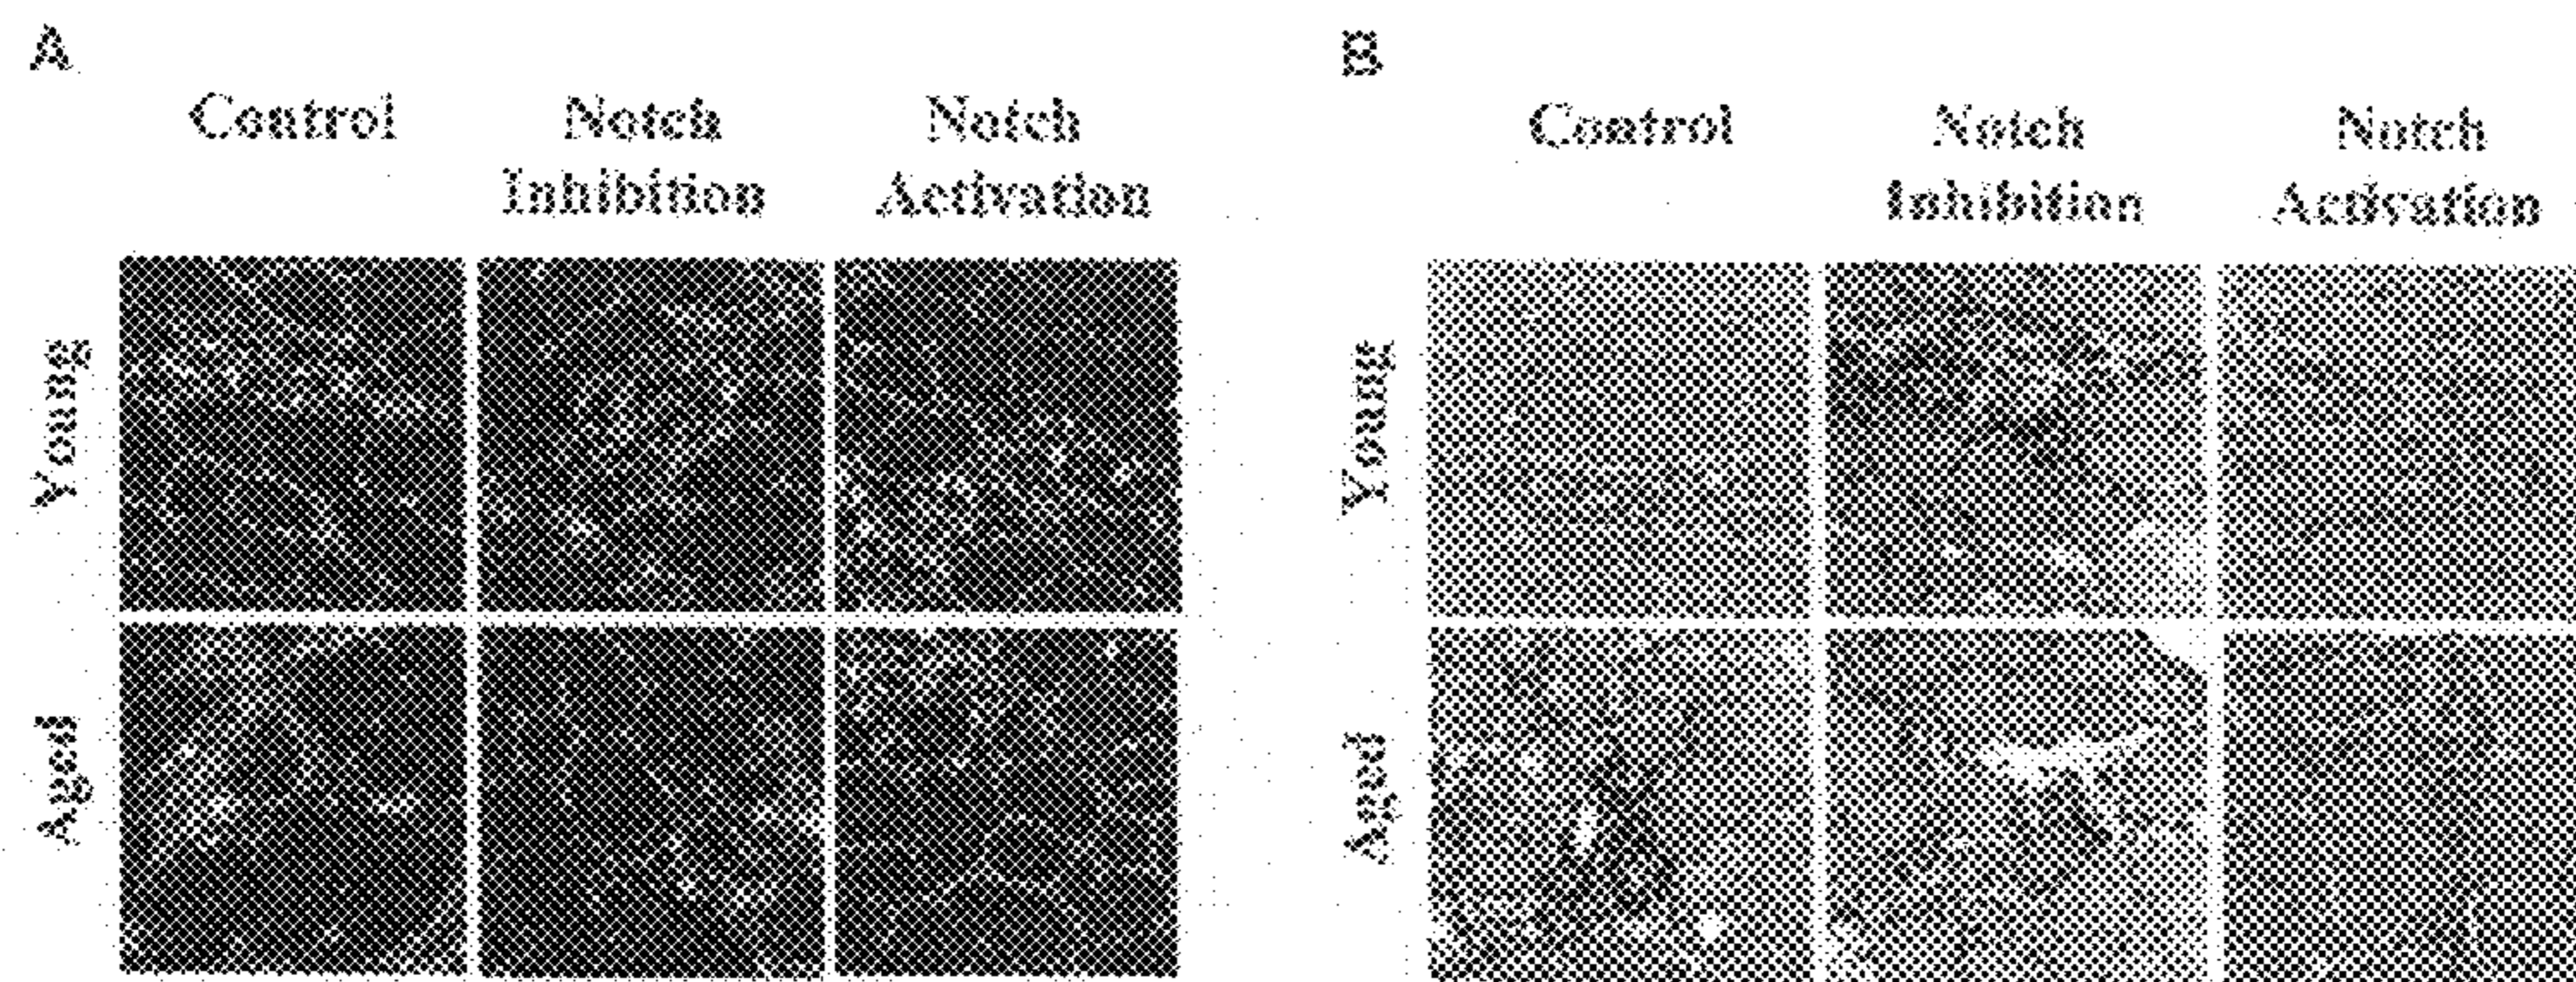 A
Control
Notch
Inhibition
Notch
Activation
Young
Aged
B
Control
Notch
Inhibition
Notch
Activation
Young
Aged